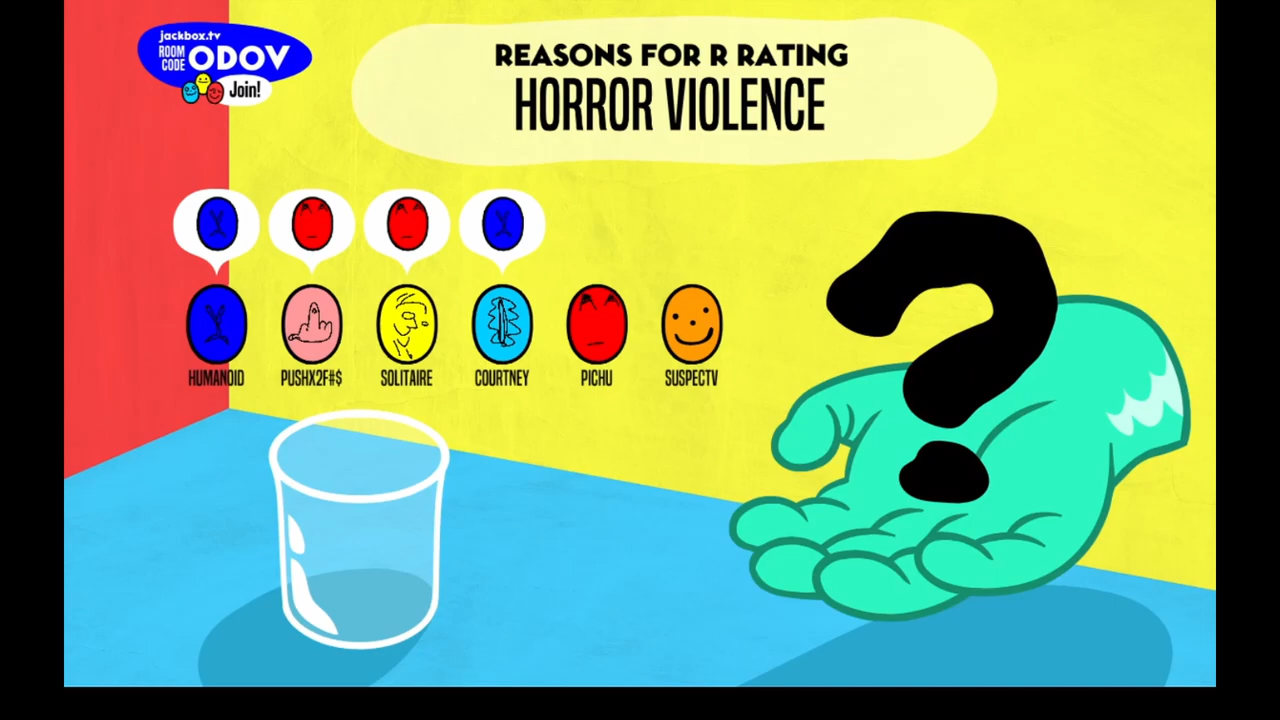 jackbox.tv
ROOM CODE ODOV
Join!
REASONS FOR R RATING
HORROR VIOLENCE
HUMANOID PUSHX2F#$ SOLITAIRE COURTNEY PICHU SUSPECTV
?